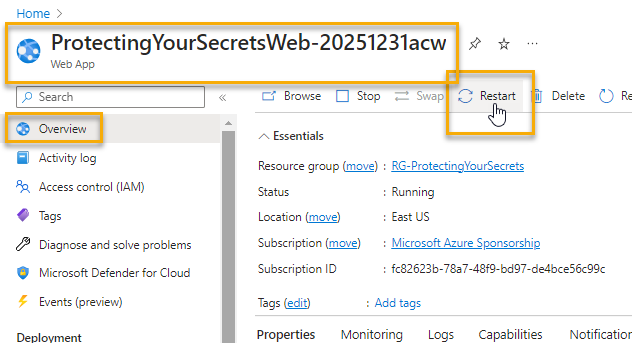 Home >
ProtectingYourSecretsWeb-20251231acw
Web App
Search
Browse Stop Swap Restart Delete Re
Overview
Activity log
Access control (IAM)
Tags
Diagnose and solve problems
Microsoft Defender for Cloud
Events (preview)
Deployment
Essentials
Resource group (move) : RG-ProtectingYourSecrets
Status : Running
Location (move) : East US
Subscription (move) : Microsoft Azure Sponsorship
Subscription ID : fc82623b-78a7-48f9-bd97-de4bce56c99c
Tags (edit) : Add tags
Properties Monitoring Logs Capabilities Notification